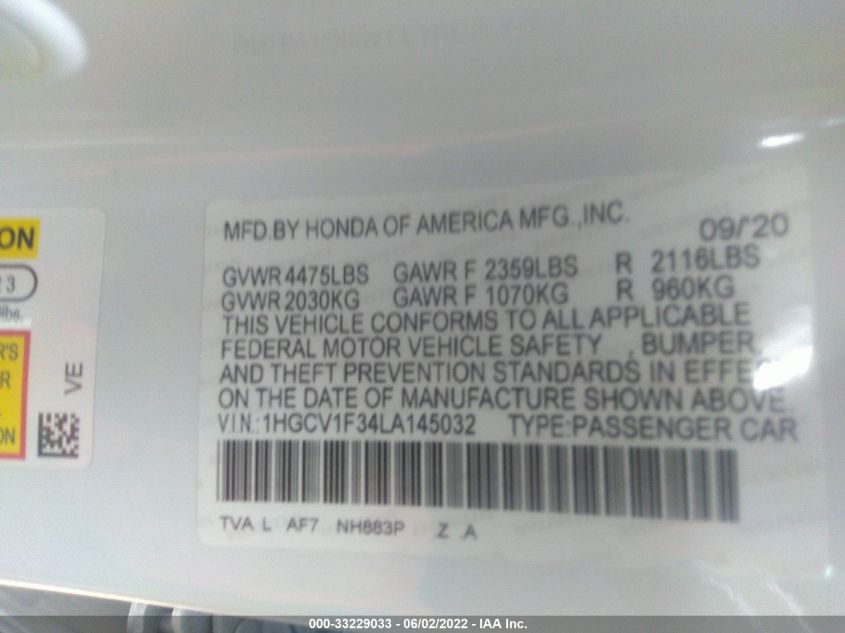 MFD.BY HONDA OF AMERICA MFG.,INC. 09/20
GVWR 4475LBS GAWR F 2359LBS R 2116LBS
GVWR 2030KG GAWR F 1070KG R 960KG
THIS VEHICLE CONFORMS TO ALL APPLICABLE
FEDERAL MOTOR VEHICLE SAFETY , BUMPER,
AND THEFT PREVENTION STANDARDS IN EFFECT
ON THE DATE OF MANUFACTURE SHOWN ABOVE.
V.I.N.:1HGCV1F34LA145032 TYPE:PASSENGER CAR
TVA L AF7 NH883P Z A
ON
3
lbs.
R'S
R
ON
VE
000-33229033 - 06/02/2022 - IAA Inc.